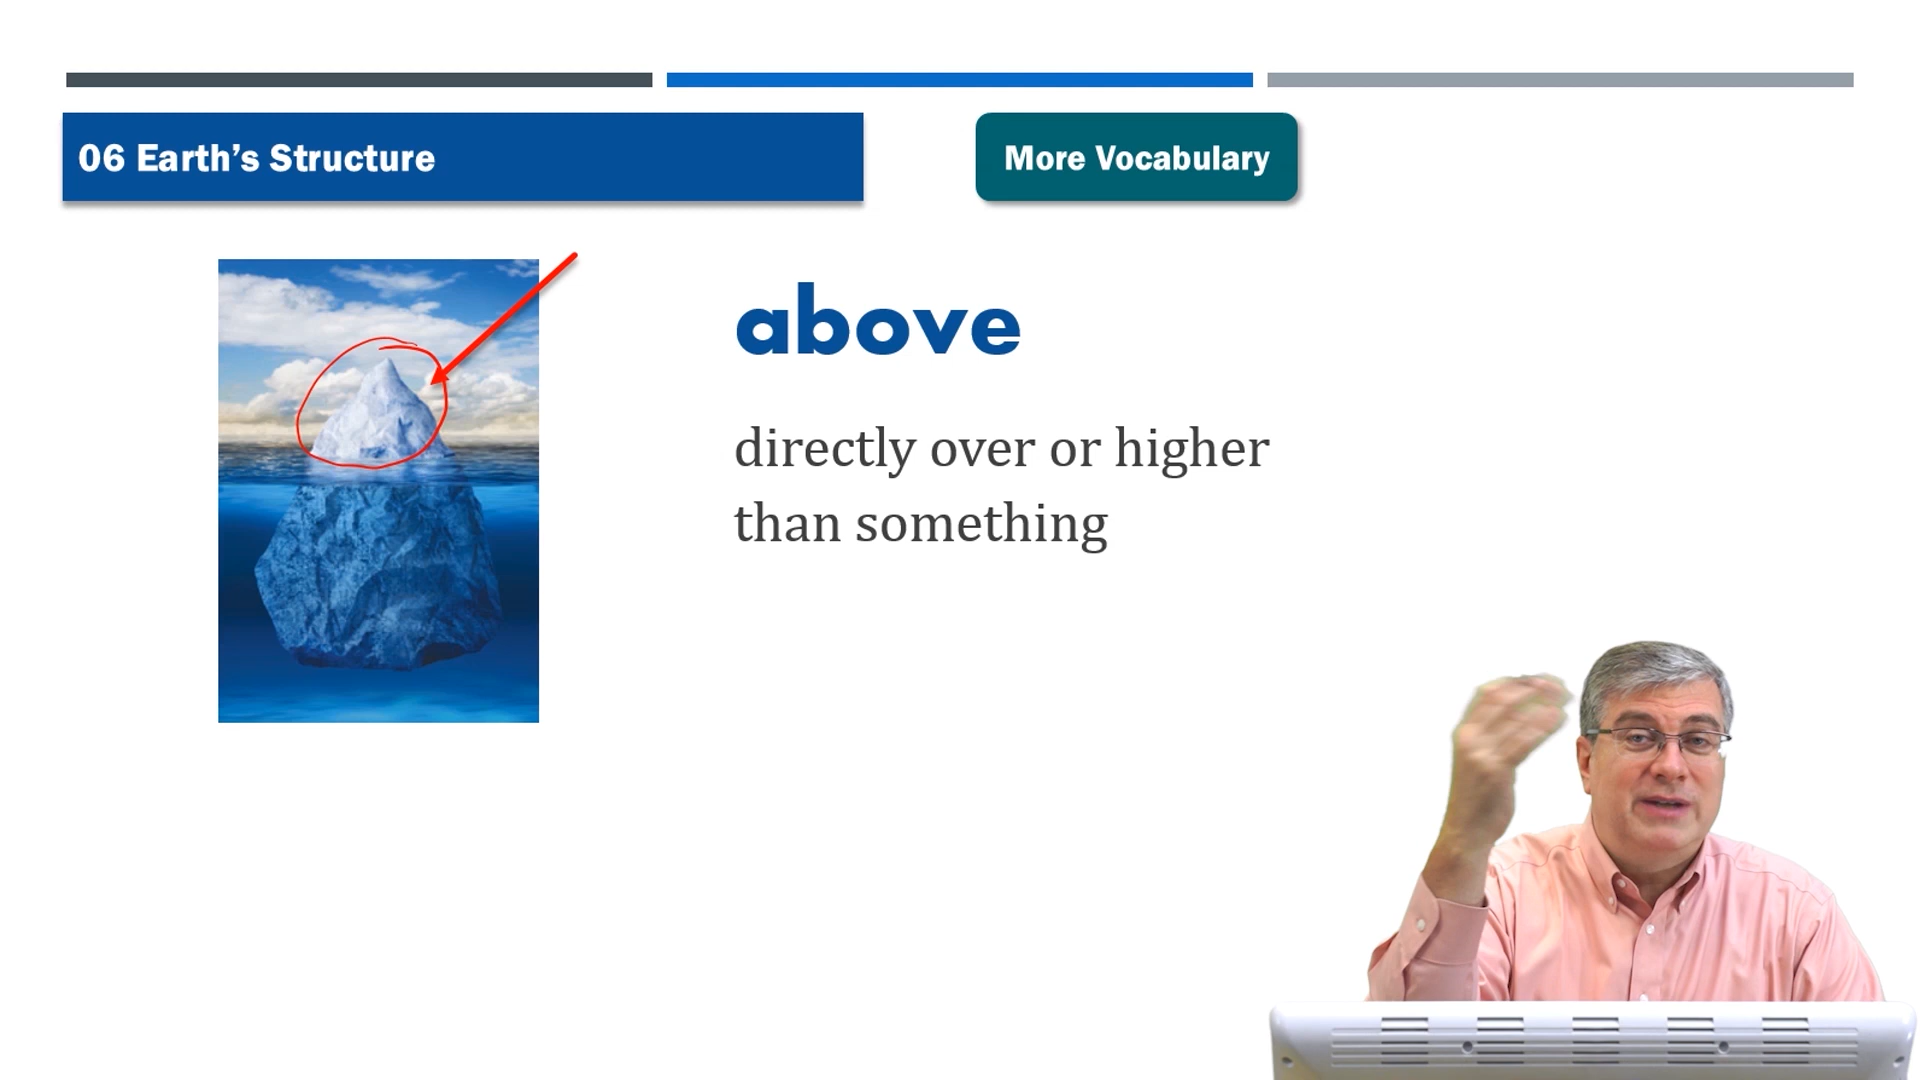 06 Earth’s Structure
More Vocabulary
above
directly over or higher
than something